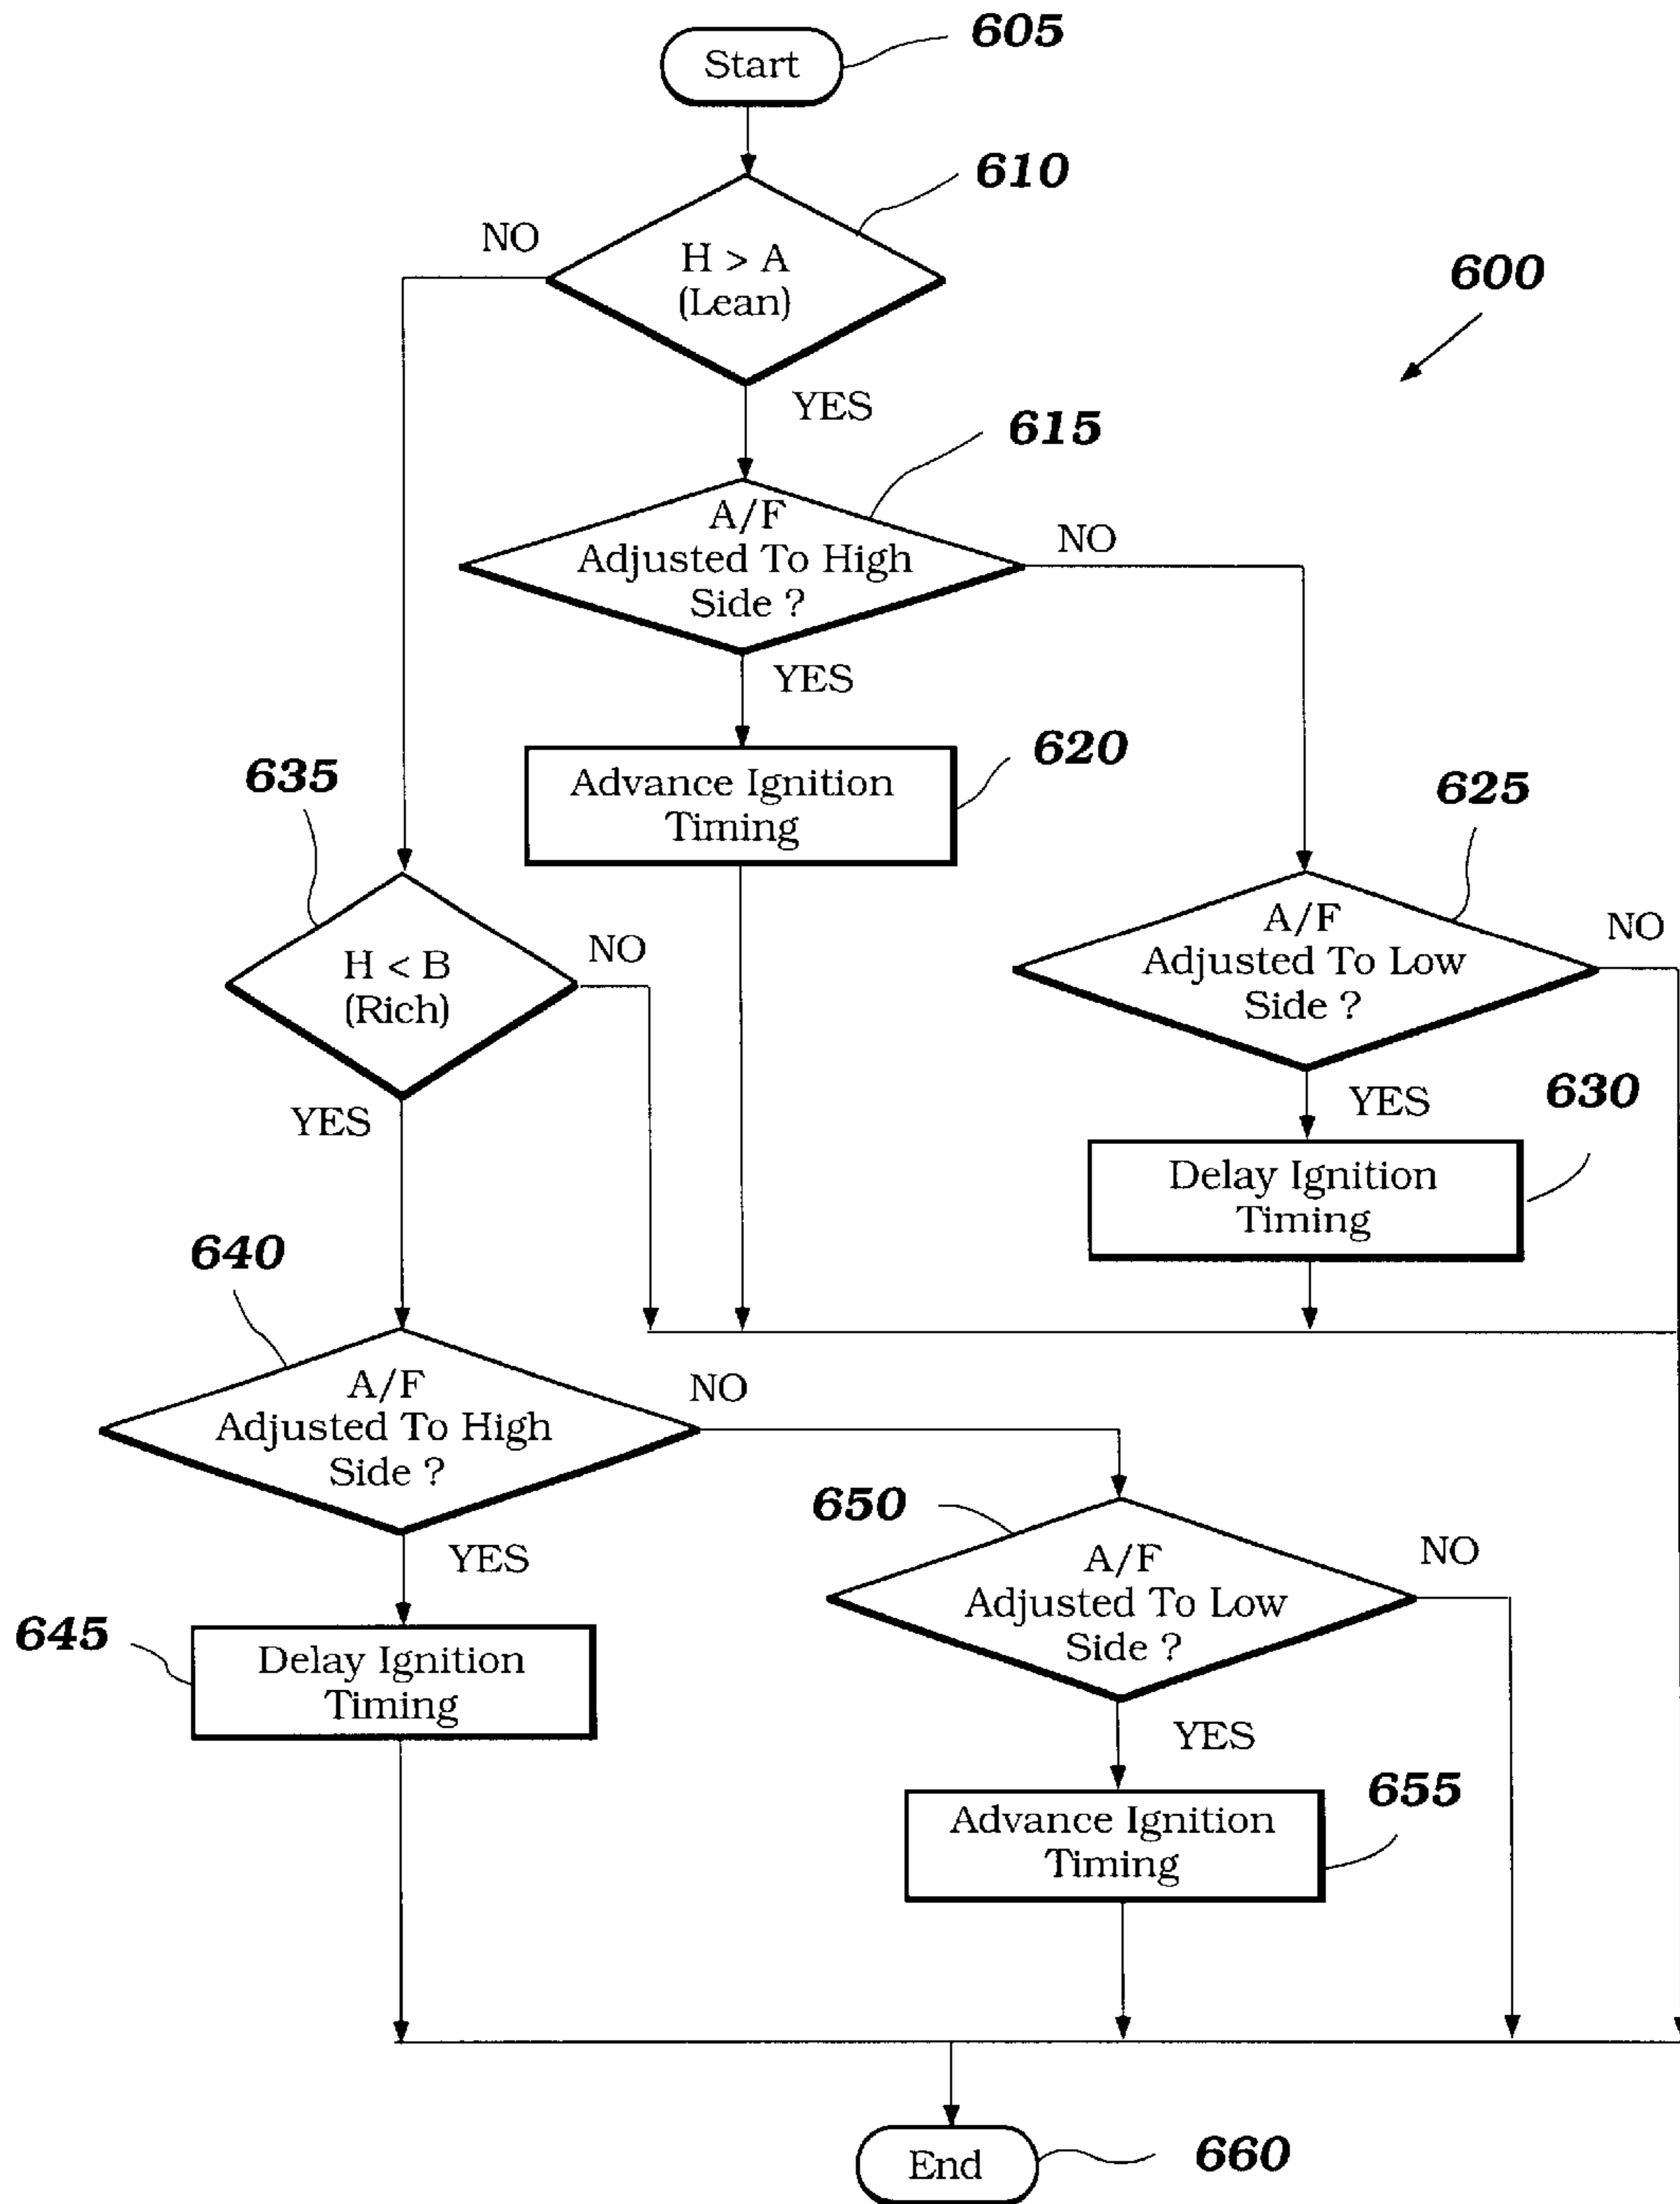 Start
605
610
NO
H > A
(Lean)
600
YES
615
A/F
Adjusted To High
Side ?
NO
YES
620
Advance Ignition
Timing
635
625
H < B
(Rich)
NO
A/F
Adjusted To Low
Side ?
NO
YES
YES
630
Delay Ignition
Timing
640
A/F
Adjusted To High
Side ?
NO
650
A/F
Adjusted To Low
Side ?
NO
YES
645
Delay Ignition
Timing
YES
655
Advance Ignition
Timing
End
660